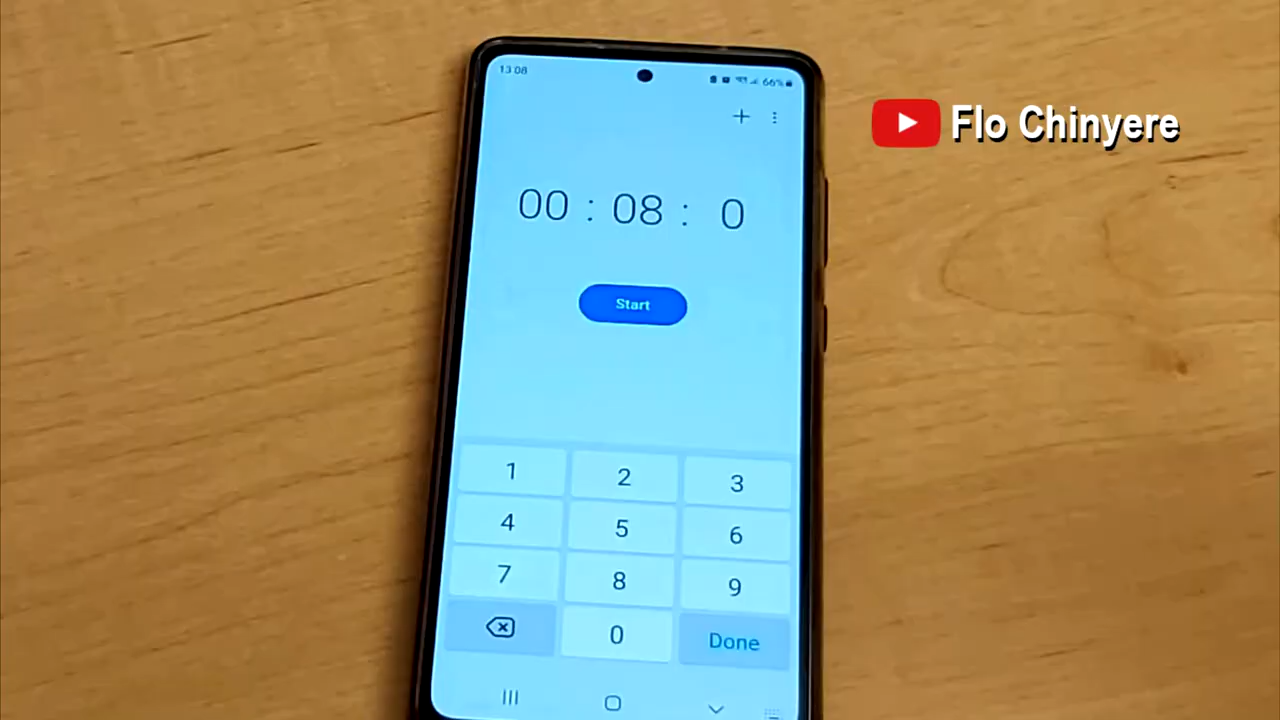 13:08
66%
Flo Chinyere
00 : 08 : 0
Start
1 2 3
4 5 6
7 8 9
0 Done